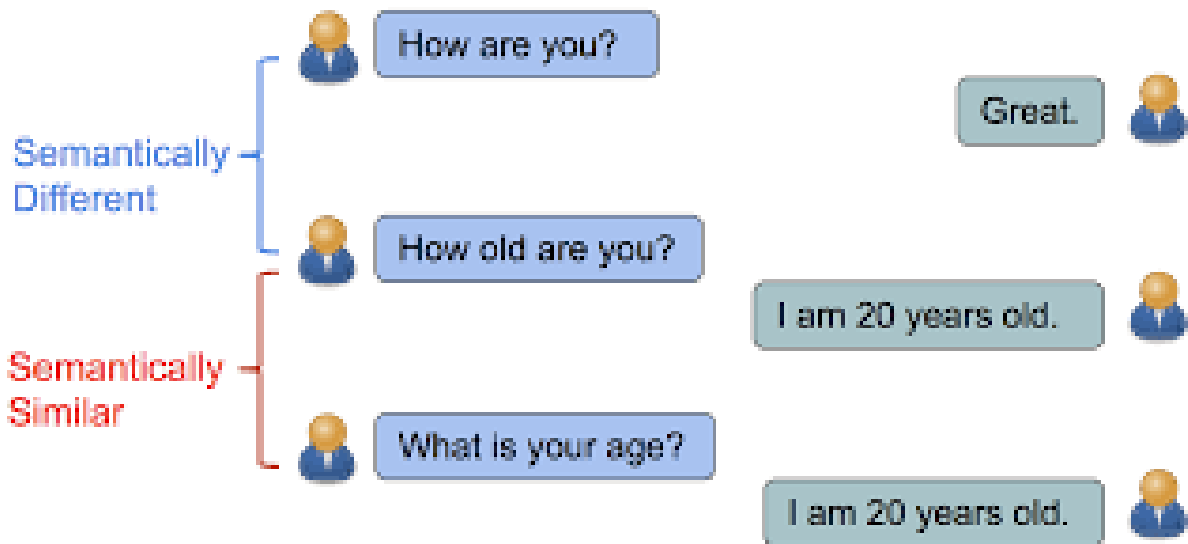 How are you?
Great.
Semantically
Different
How old are you?
I am 20 years old.
Semantically
Similar
What is your age?
I am 20 years old.